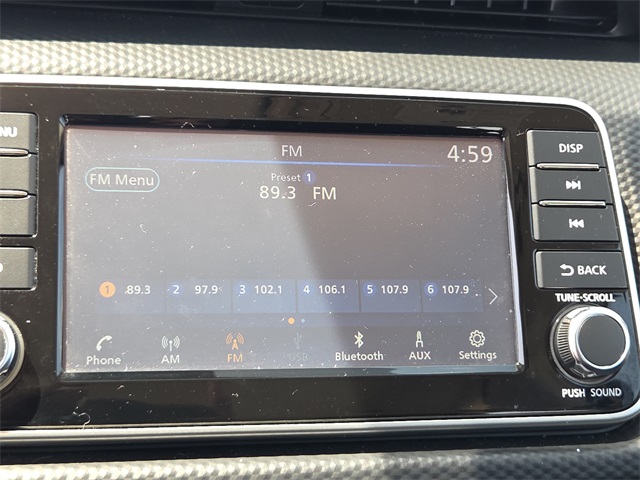 NU
FM
4:59
FM Menu
Preset 1
89.3 FM
1 89.3 2 97.9 3 102.1 4 106.1 5 107.9 6 107.9
Phone AM FM USB Bluetooth AUX Settings
DISP
BACK
TUNE•SCROLL
PUSH SOUND